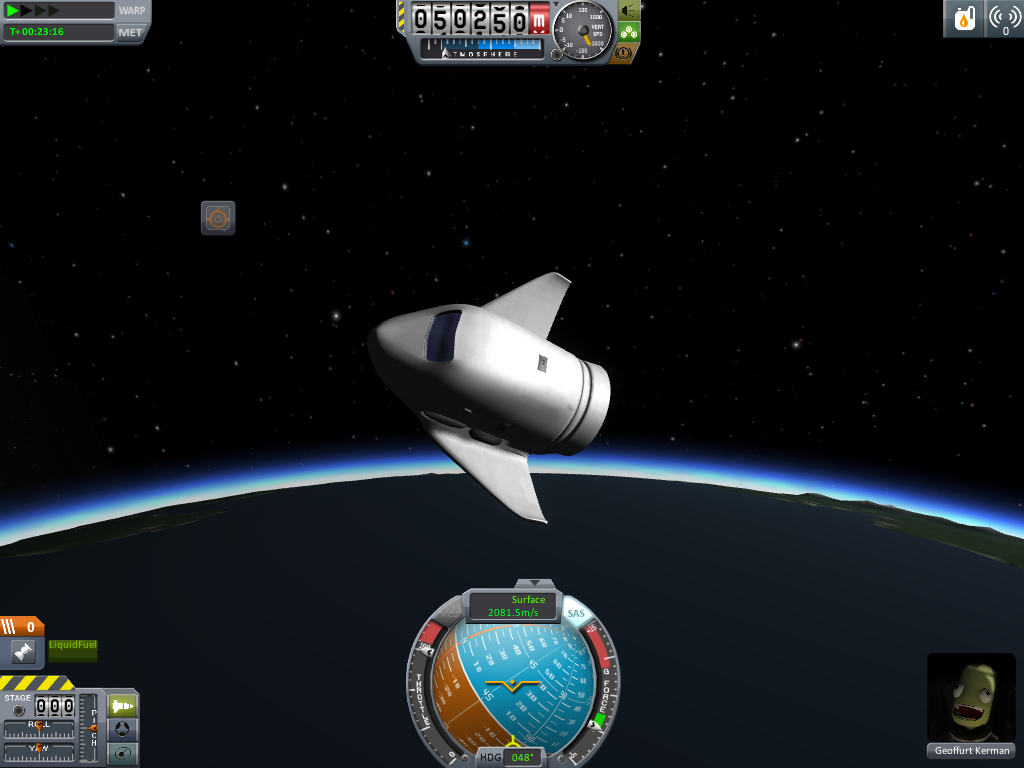 WARP
T+00:23:16
MET
050250 m
ATMOSPHERE
VERT SPD
0
Surface
2081.5m/s
SAS
THROTTLE
G FORCE
HDG 048°
0
LiquidFuel
STAGE
000
ROLL
YAW
PITCH
Geoffurt Kerman